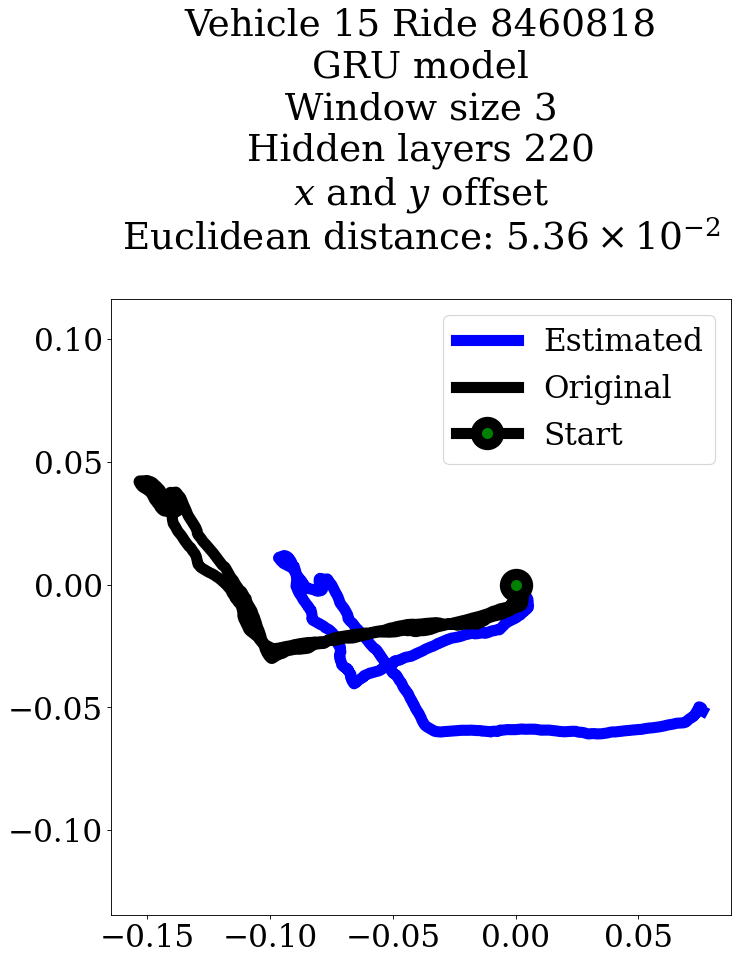 Vehicle 15 Ride 8460818
GRU model
Window size 3
Hidden layers 220
x and y offset
Euclidean distance: 5.36 × 10⁻²
Estimated
Original
Start
0.10
0.05
0.00
−0.05
−0.10
−0.15 −0.10 −0.05 0.00 0.05